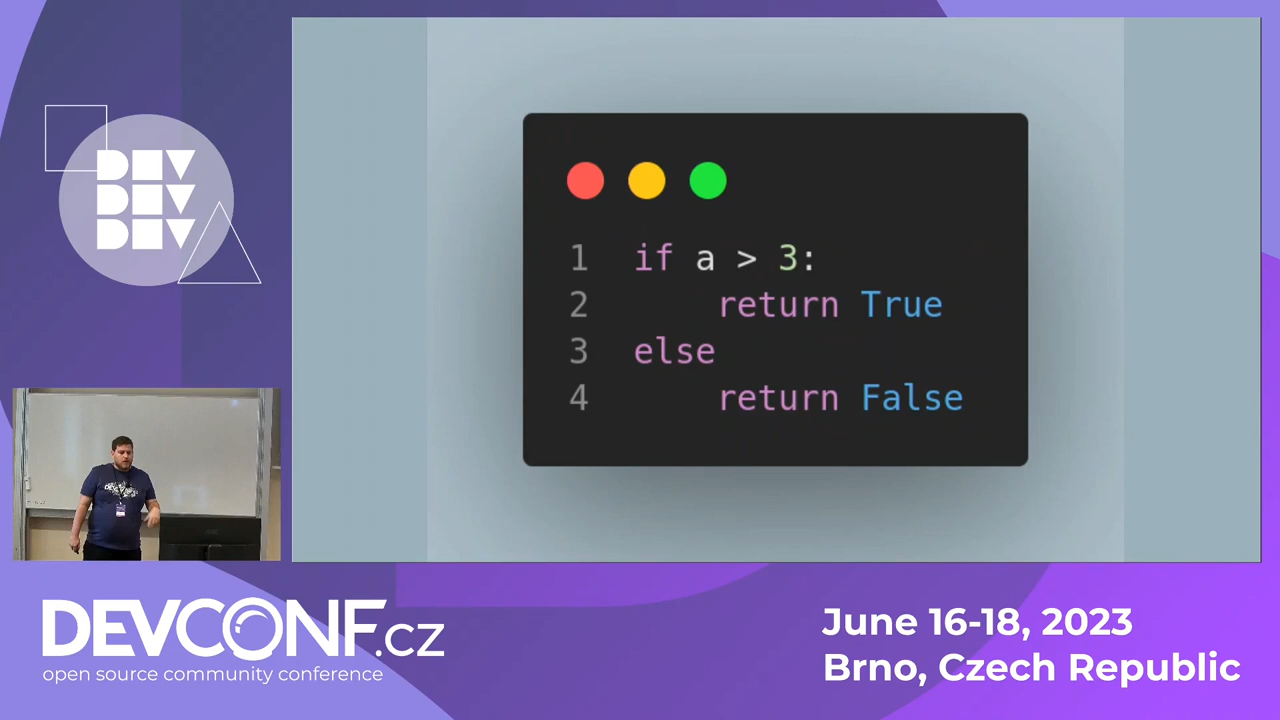 DEV
DEV
DEV
1 if a > 3:
2     return True
3 else
4     return False
DEVCONF.cz
open source community conference
June 16-18, 2023
Brno, Czech Republic